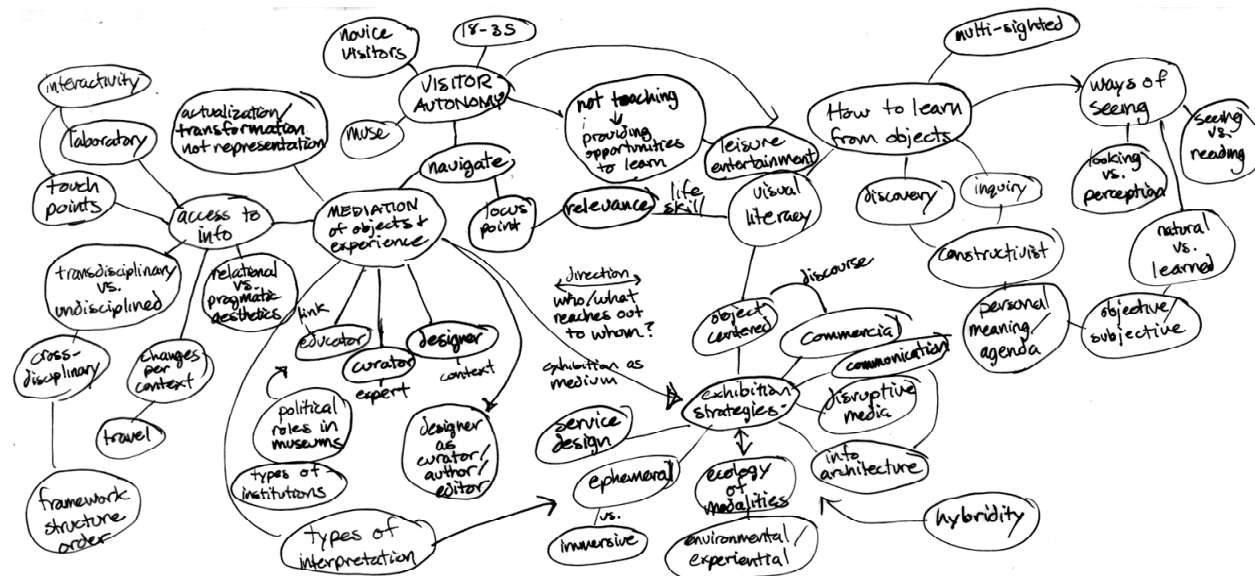 novice
visitors
18-35
VISITOR
AUTONOMY
muse
navigate
locus
point
not teaching
providing
opportunities
to learn
leisure
entertainment
relevance
life
skill
visual
literacy
multi-sighted
How to learn
from objects
ways of
seeing
seeing
vs.
reading
looking
vs.
perception
natural
vs.
learned
objective/
subjective
discovery
inquiry
constructivist
personal
meaning/
agenda
interactivity
laboratory
touch
points
actualization/
transformation
not representation
access to
info
MEDIATION
of objects +
experience
transdisciplinary
vs.
undisciplined
relational
vs.
pragmatic
aesthetics
cross-
disciplinary
changes
per
context
travel
framework
structure
order
link
educator
curator
expert
designer
context
political
roles in
museums
types of
institutions
designer
as
curator/
author/
editor
types of
interpretation
direction
who/what
reaches out
to whom?
exhibition as
medium
object
centered
discourse
commercial
communication
exhibition
strategies
disruptive
media
into
architecture
service
design
ephemeral
vs.
immersive
ecology
of
modalities
environmental/
experiential
hybridity